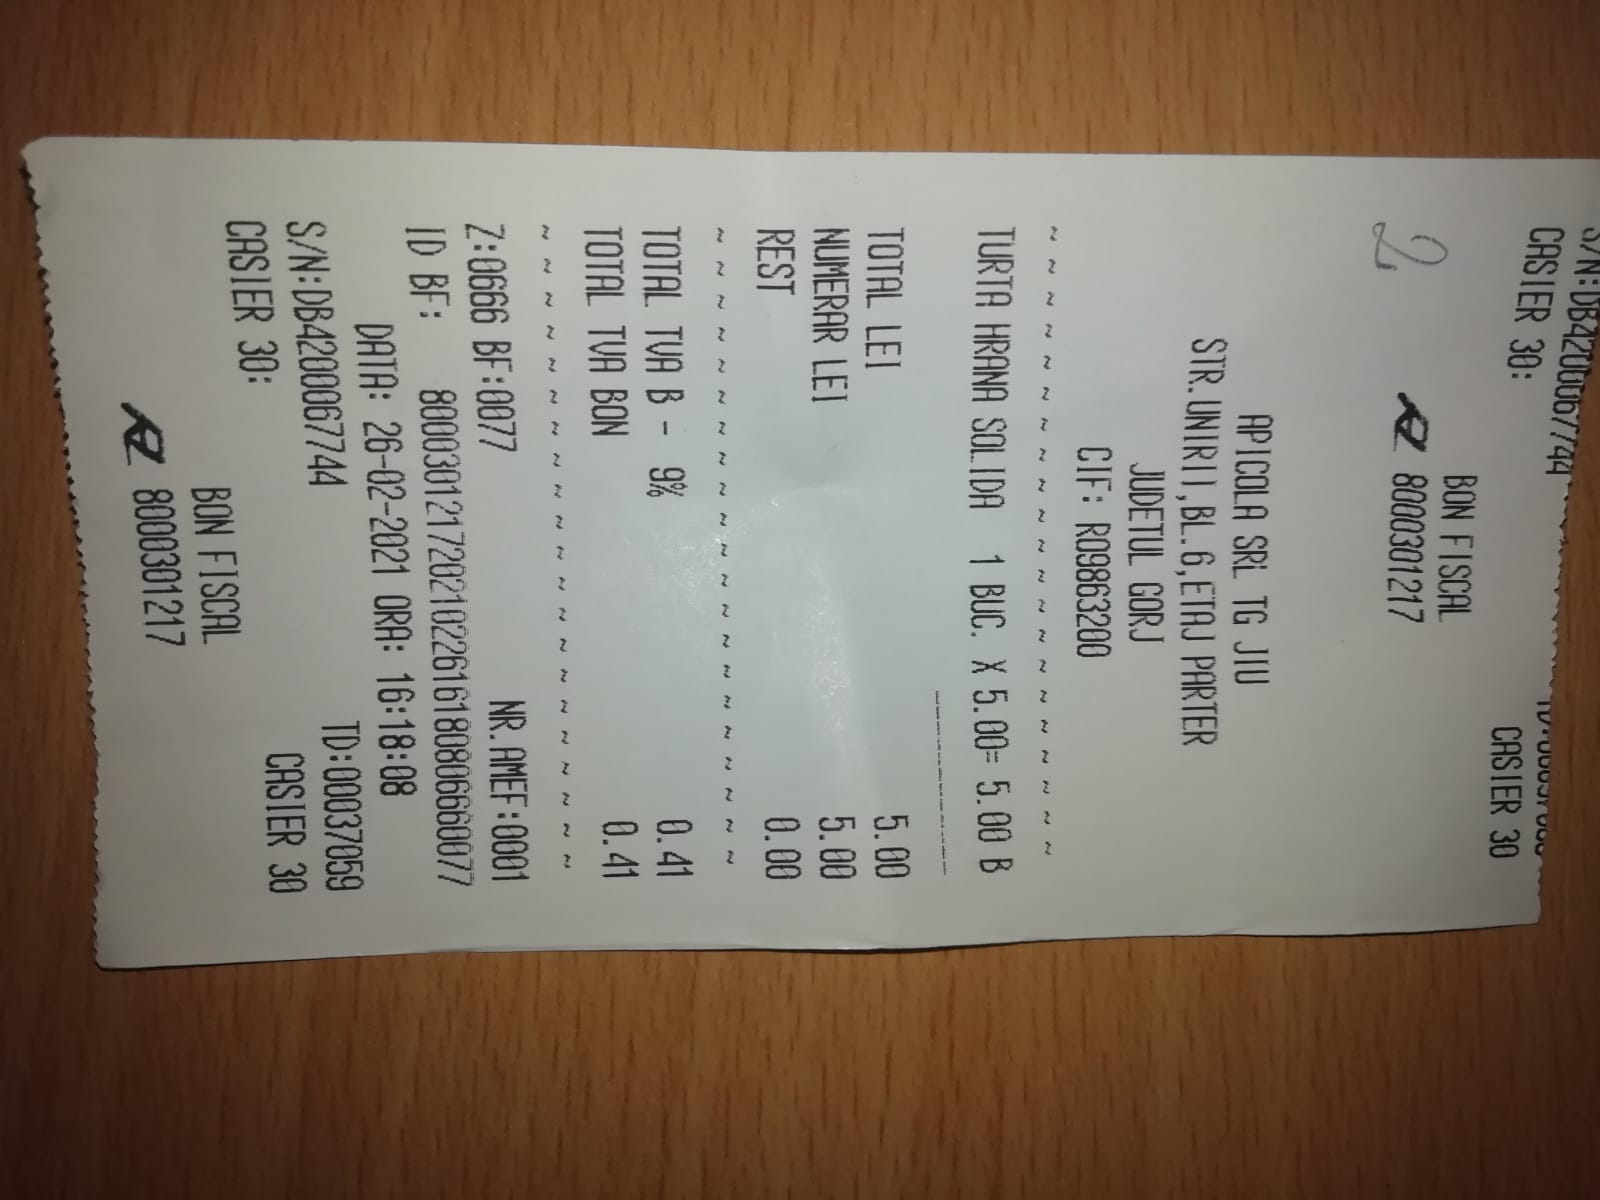 S/N:DB4200067744
CASIER 30: CASIER 30
BON FISCAL
8000301217
2
APICOLA SRL TG JIU
STR.UNIRII,BL.6,ETAJ PARTER
JUDETUL GORJ
CIF: RO9863200
~ ~ ~ ~ ~ ~ ~ ~ ~ ~ ~ ~ ~ ~ ~ ~ ~ ~ ~ ~ ~
TURTA HRANA SOLIDA 1 BUC. X 5.00= 5.00 B
TOTAL LEI 5.00
NUMERAR LEI 5.00
REST 0.00
~ ~ ~ ~ ~ ~ ~ ~ ~ ~ ~ ~ ~ ~ ~ ~ ~ ~ ~ ~ ~
TOTAL TVA B - 9% 0.41
TOTAL TVA BON 0.41
~ ~ ~ ~ ~ ~ ~ ~ ~ ~ ~ ~ ~ ~ ~ ~ ~ ~ ~ ~ ~
Z:0666 BF:0077 NR.AMEF:0001
ID BF: 80003012172021022616180806660077
DATA: 26-02-2021 ORA: 16:18:08
S/N:DB4200067744 TD:00037059
CASIER 30: CASIER 30
BON FISCAL
8000301217